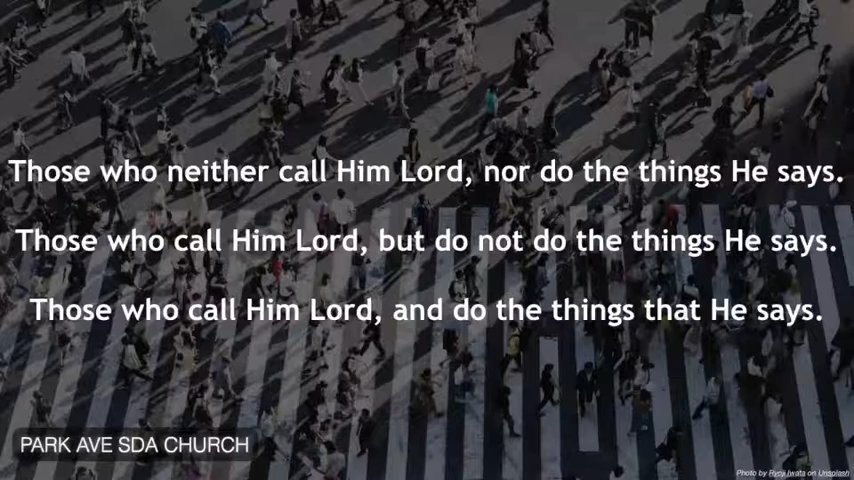 Those who neither call Him Lord, nor do the things He says.
Those who call Him Lord, but do not do the things He says.
Those who call Him Lord, and do the things that He says.
PARK AVE SDA CHURCH
Photo by Ryoji Iwata on Unsplash